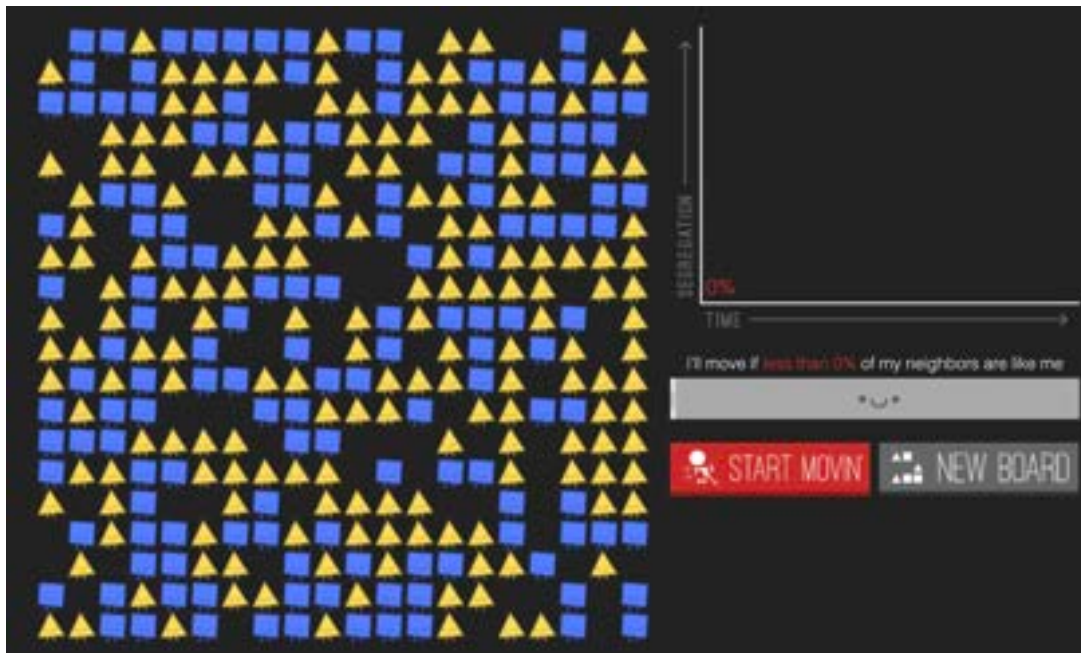 SEGREGATION
0%
TIME
I'll move if less than 0% of my neighbors are like me
START MOVIN'
NEW BOARD